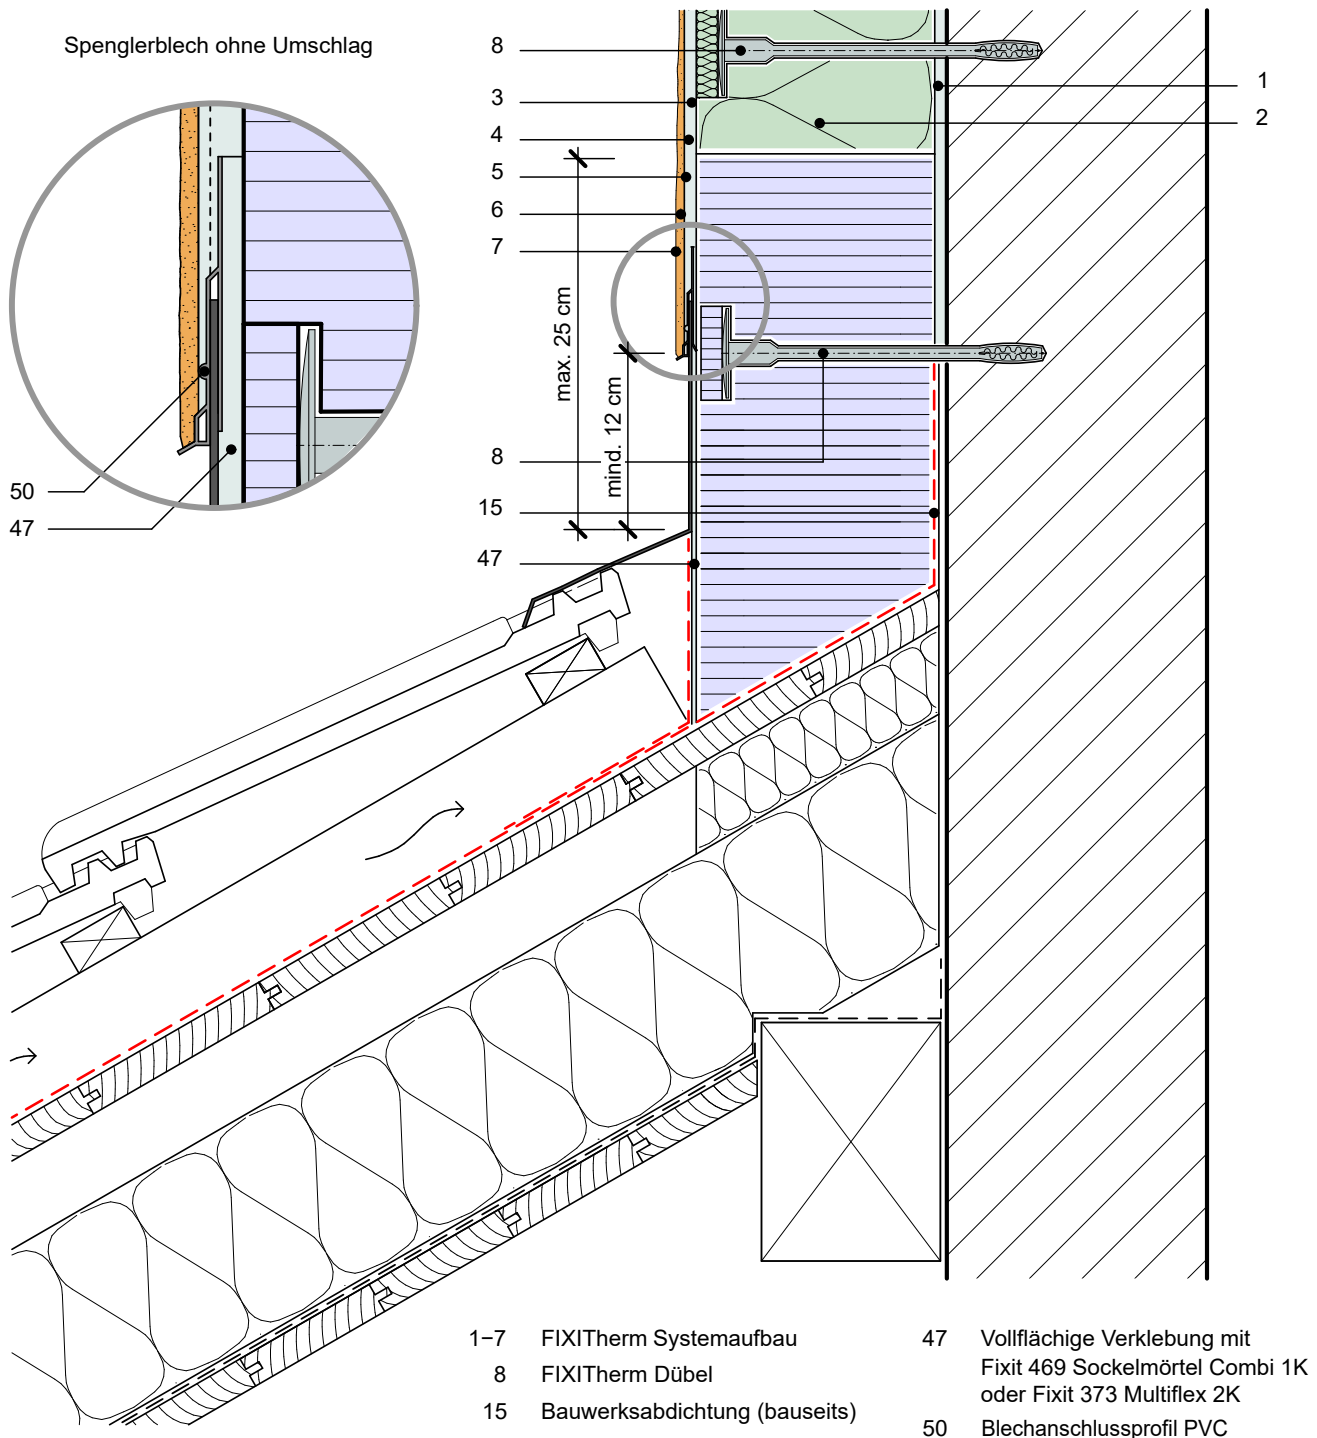 Spenglerblech ohne Umschlag
8
3
4
5
6
7
1
2
max. 25 cm
mind. 12 cm
8
15
47
50
47
1–7 FIXITherm Systemaufbau
8 FIXITherm Dübel
15 Bauwerksabdichtung (bauseits)
47 Vollflächige Verklebung mit
Fixit 469 Sockelmörtel Combi 1K
oder Fixit 373 Multiflex 2K
50 Blechanschlussprofil PVC